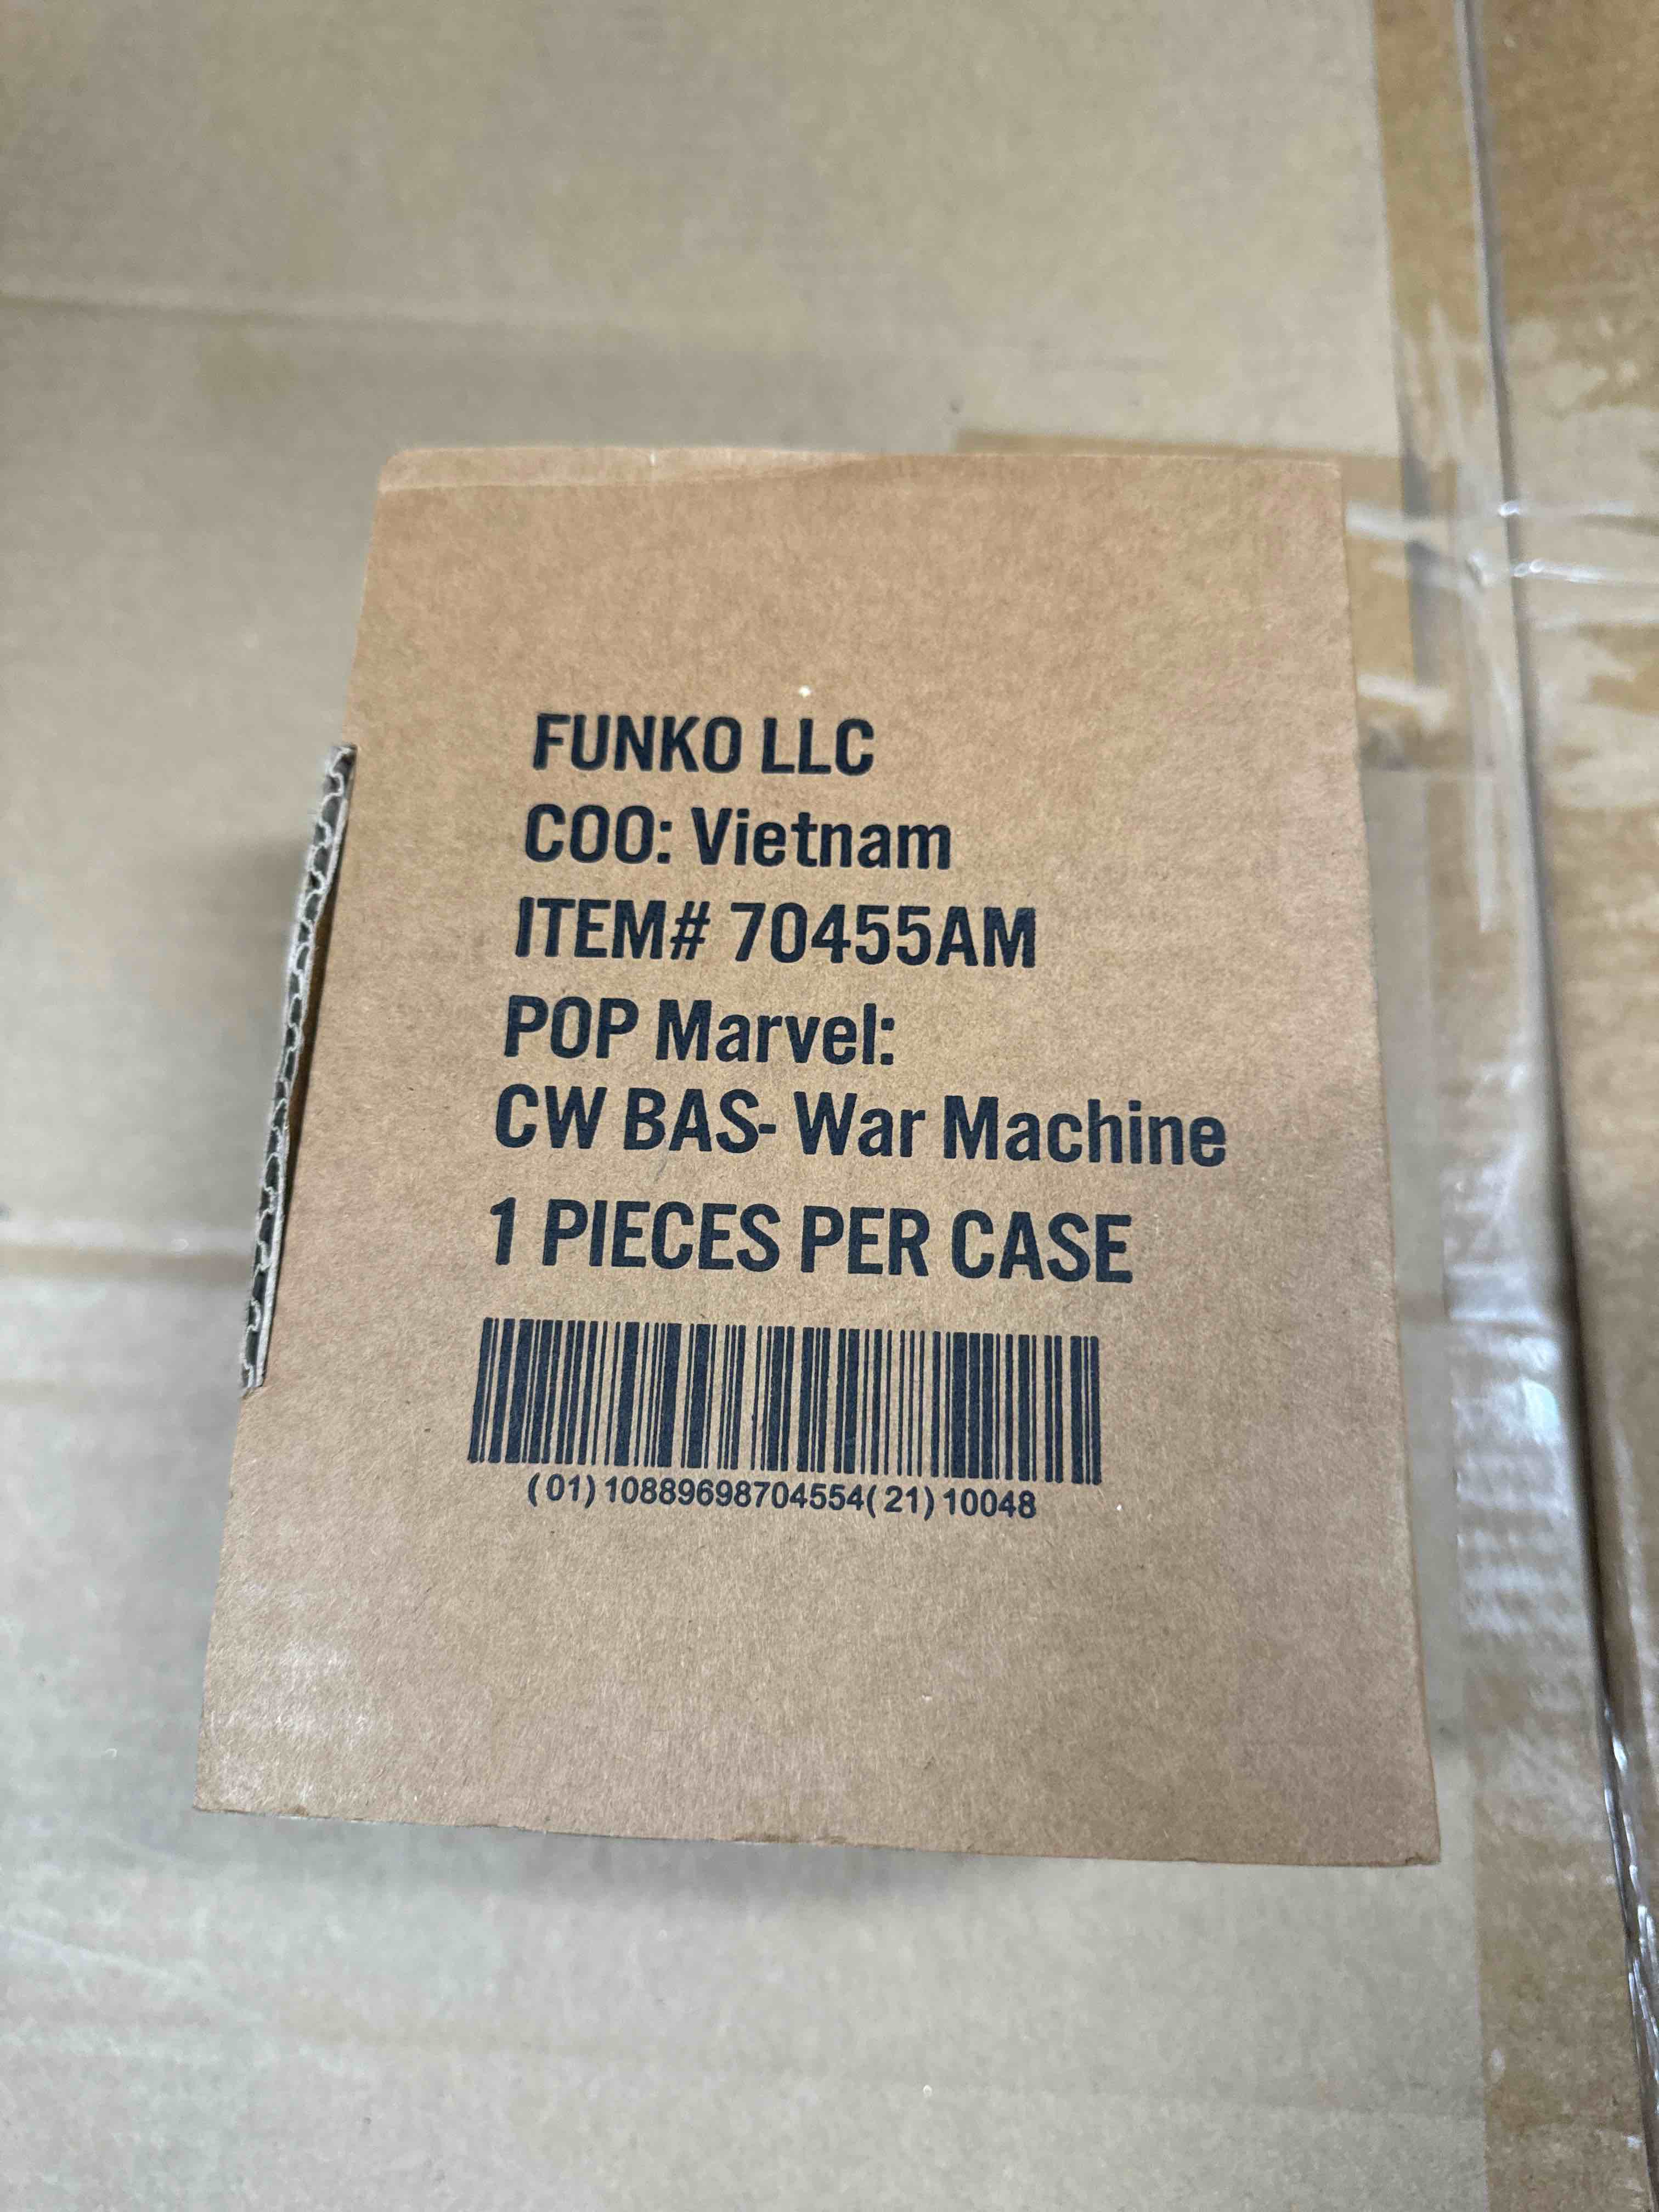 FUNKO LLC
COO: Vietnam
ITEM# 70455AM
POP Marvel:
CW BAS- War Machine
1 PIECES PER CASE
(01)10889698704554(21)10048